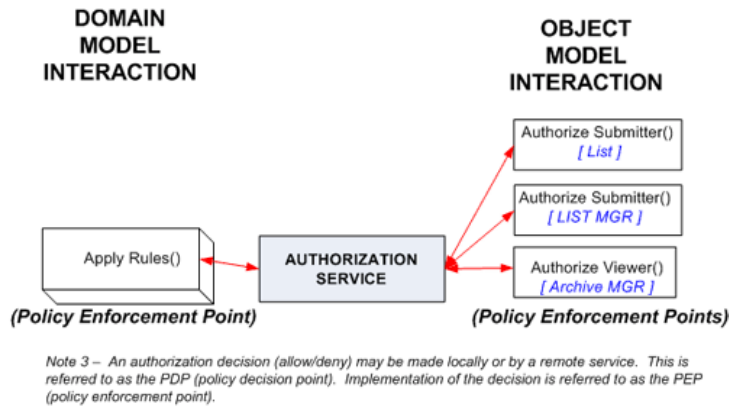 DOMAIN
MODEL
INTERACTION
OBJECT
MODEL
INTERACTION
Authorize Submitter()
[ List ]
Authorize Submitter()
[ LIST MGR ]
Apply Rules()
AUTHORIZATION
SERVICE
Authorize Viewer()
[ Archive MGR ]
(Policy Enforcement Point)
(Policy Enforcement Points)
Note 3 – An authorization decision (allow/deny) may be made locally or by a remote service. This is
referred to as the PDP (policy decision point). Implementation of the decision is referred to as the PEP
(policy enforcement point).